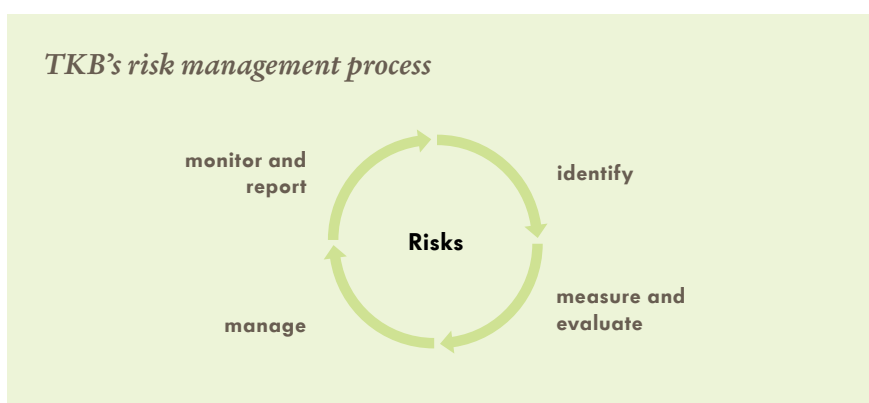 TKB’s risk management process
monitor and
report
identify
Risks
measure and
evaluate
manage